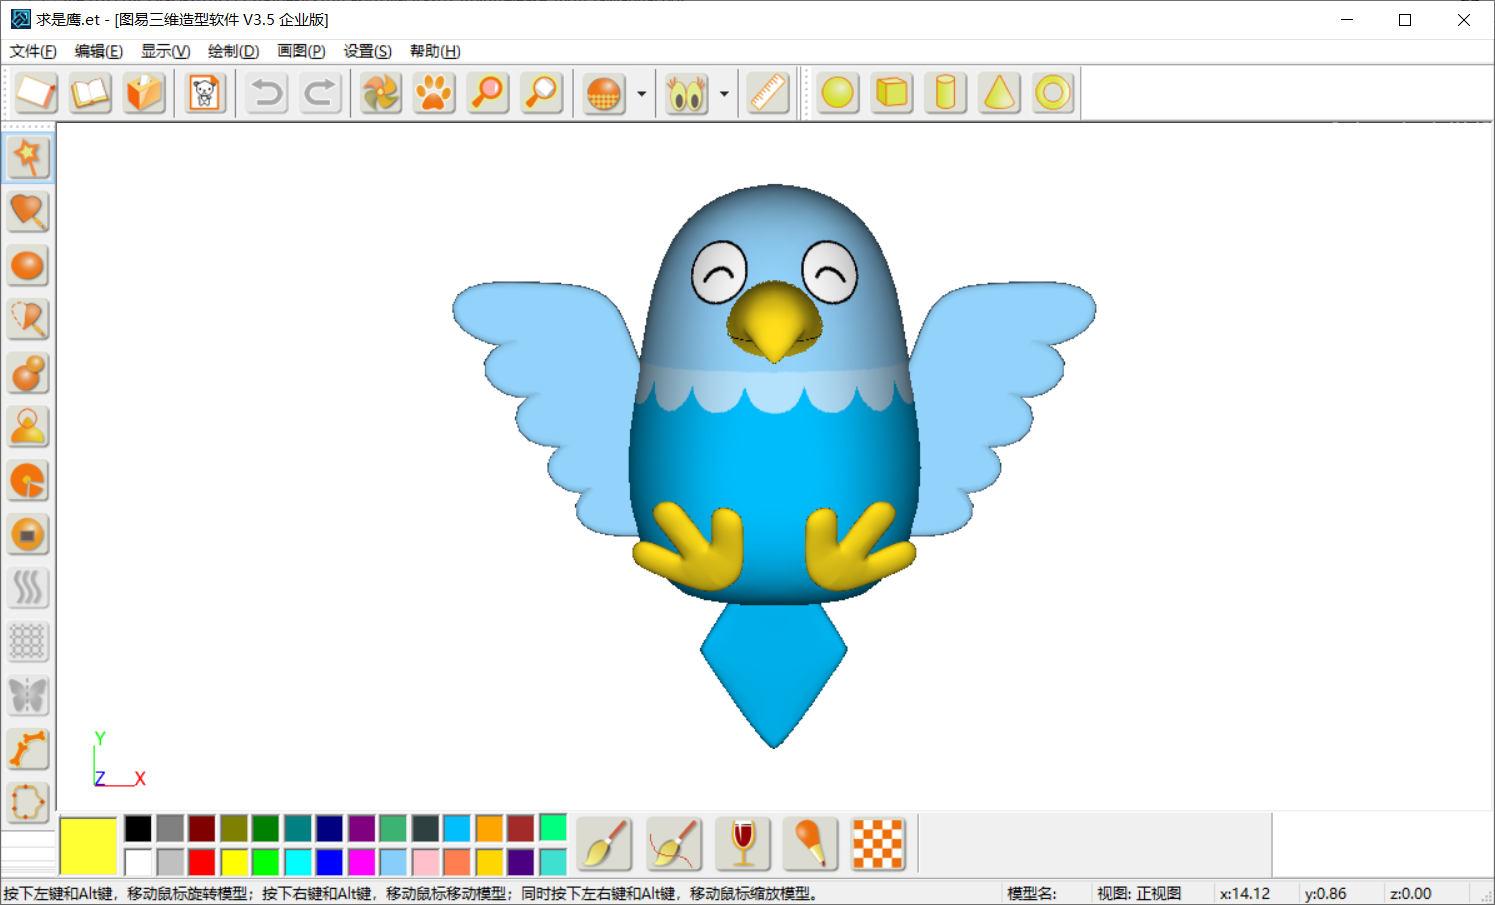 求是鹰.et - [图易三维造型软件 V3.5 企业版]
文件(F) 编辑(E) 显示(V) 绘制(D) 画图(P) 设置(S) 帮助(H)
Y
Z X
按下左键和Alt键，移动鼠标旋转模型；按下右键和Alt键，移动鼠标移动模型；同时按下左右键和Alt键，移动鼠标缩放模型。 模型名: 视图: 正视图 x:14.12 y:0.86 z:0.00